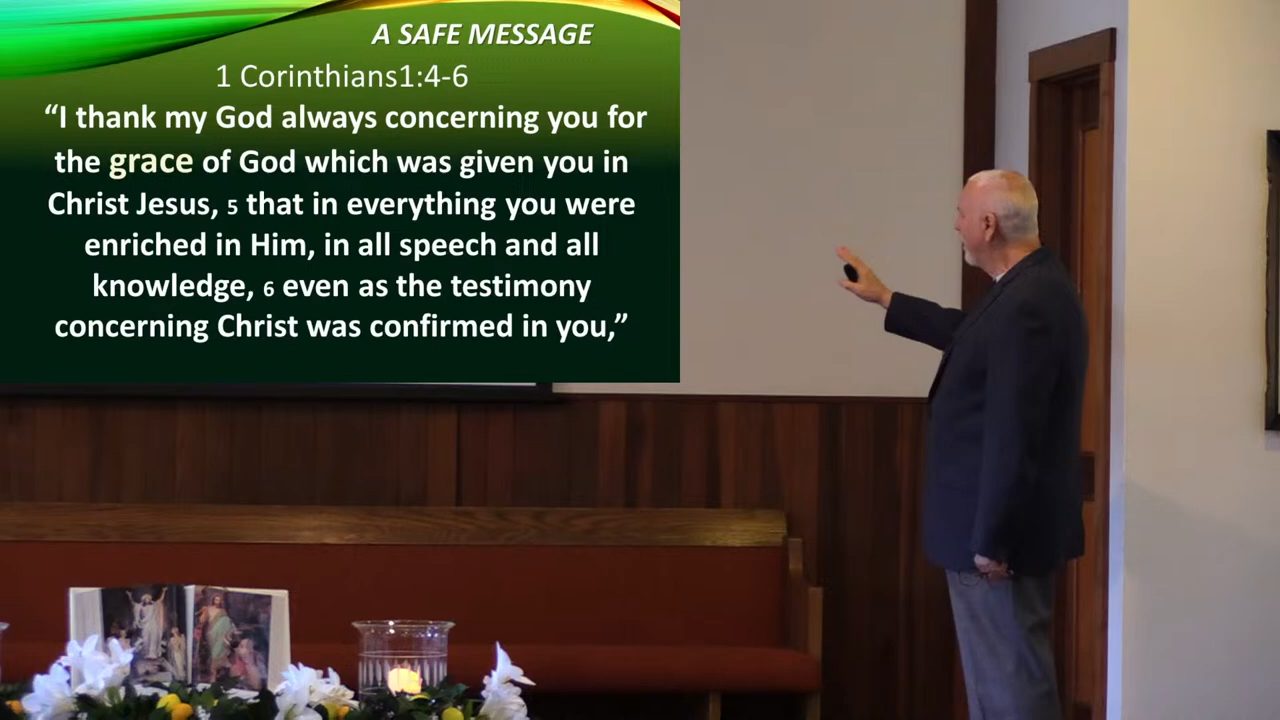 A SAFE MESSAGE
1 Corinthians1:4-6
“I thank my God always concerning you for
the grace of God which was given you in
Christ Jesus, 5 that in everything you were
enriched in Him, in all speech and all
knowledge, 6 even as the testimony
concerning Christ was confirmed in you,”